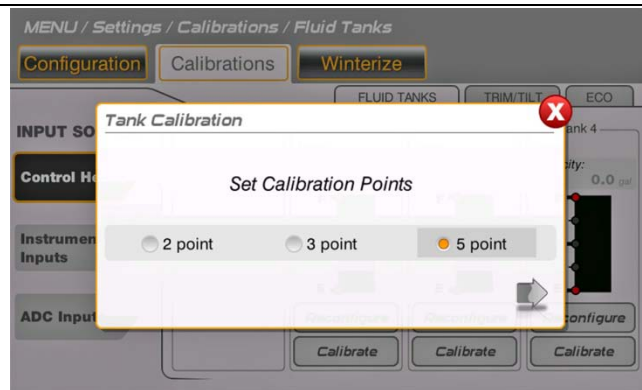 MENU / Settings / Calibrations / Fluid Tanks
Configuration Calibrations Winterize
FLUID TANKS TRIM/TILT ECO
INPUT SO
Tank Calibration
ank 4
Control He
Set Calibration Points
city:
0.0 gal
Instrumen
Inputs
2 point 3 point 5 point
ADC Input
Reconfigure Reconfigure configure
Calibrate Calibrate Calibrate